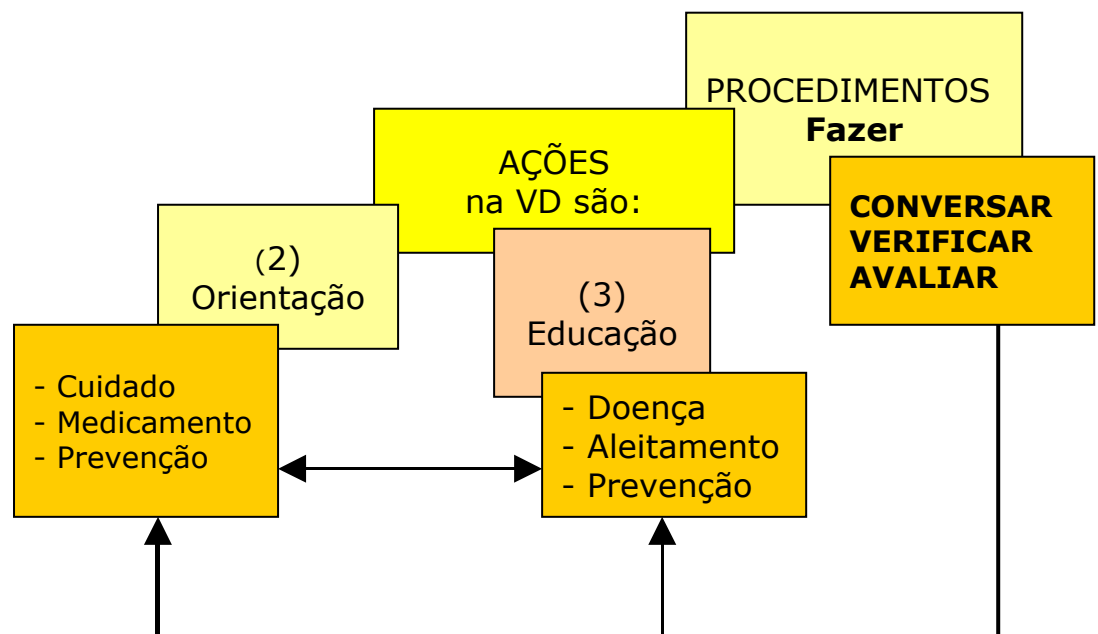 PROCEDIMENTOS
Fazer
AÇÕES
na VD são:
CONVERSAR
VERIFICAR
AVALIAR
(2)
Orientação
(3)
Educação
- Cuidado
- Medicamento
- Prevenção
- Doença
- Aleitamento
- Prevenção